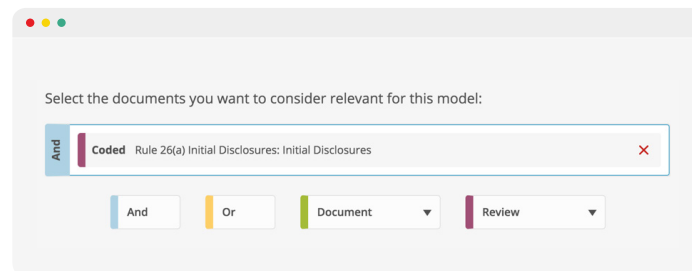 Select the documents you want to consider relevant for this model:
And
Coded Rule 26(a) Initial Disclosures: Initial Disclosures
And Or Document Review